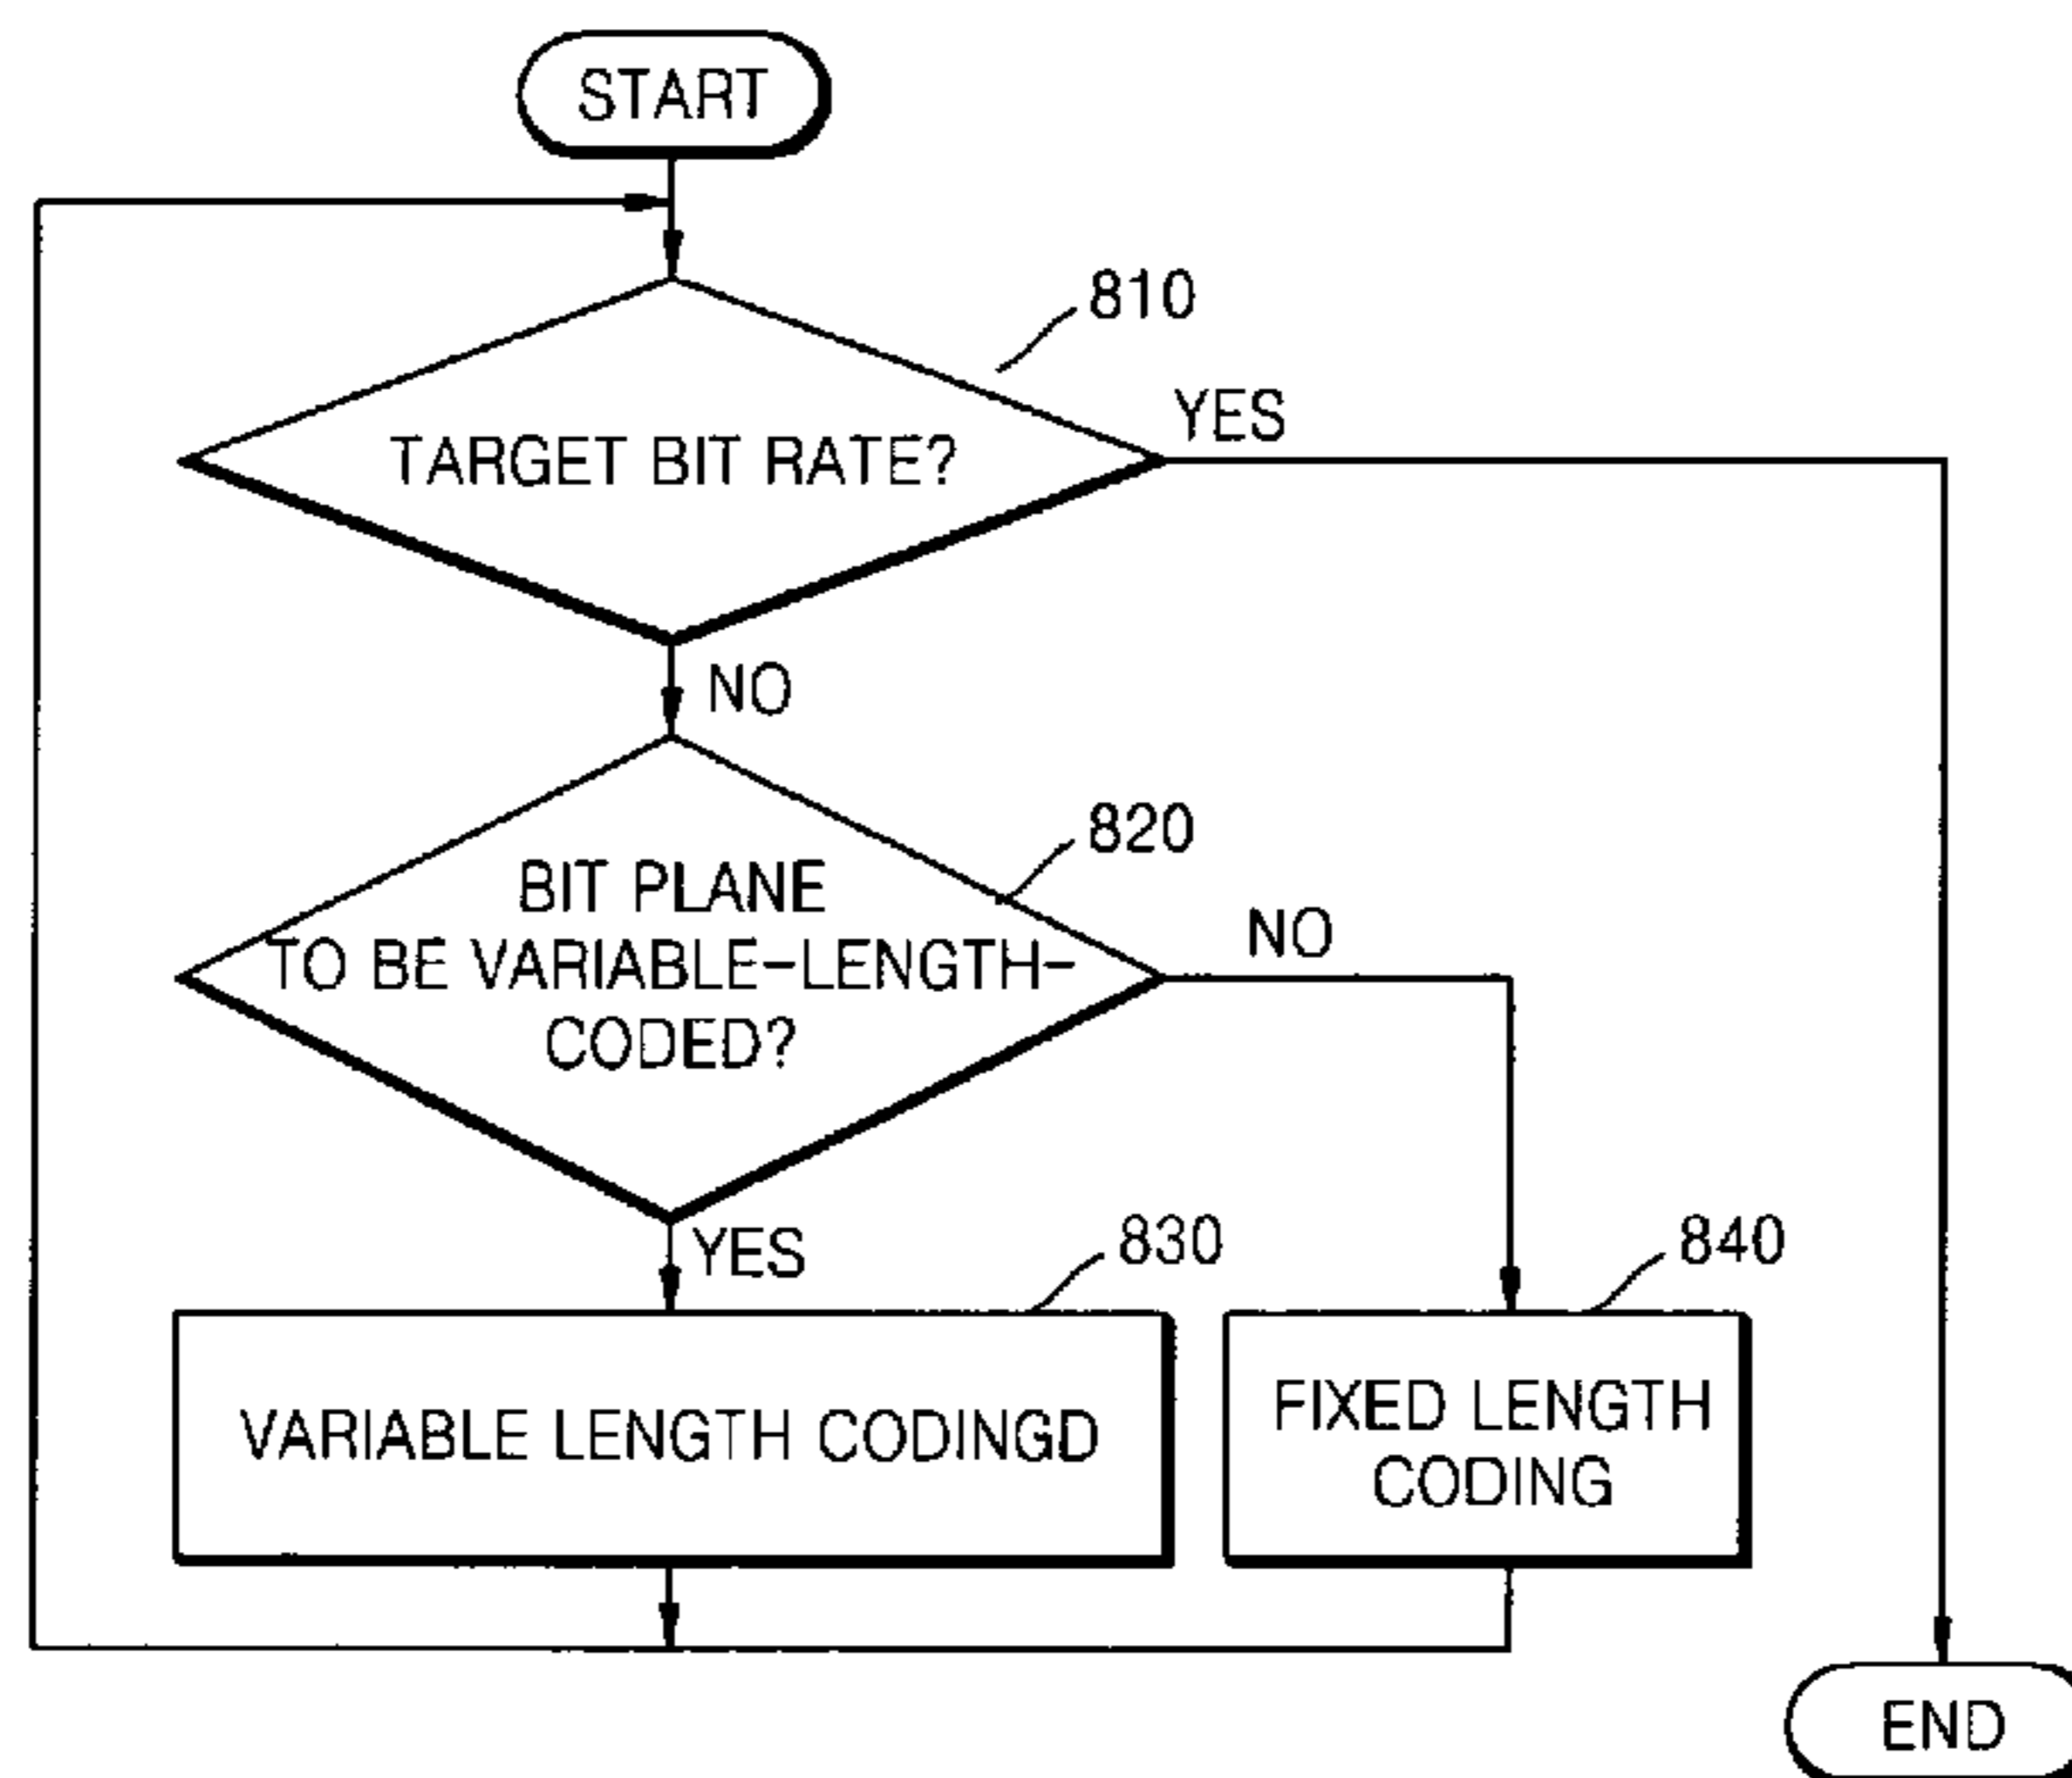 START
810
YES
TARGET BIT RATE?
NO
820
BIT PLANE
TO BE VARIABLE-LENGTH-
CODED?
NO
YES
830
840
VARIABLE LENGTH CODINGD
FIXED LENGTH
CODING
END